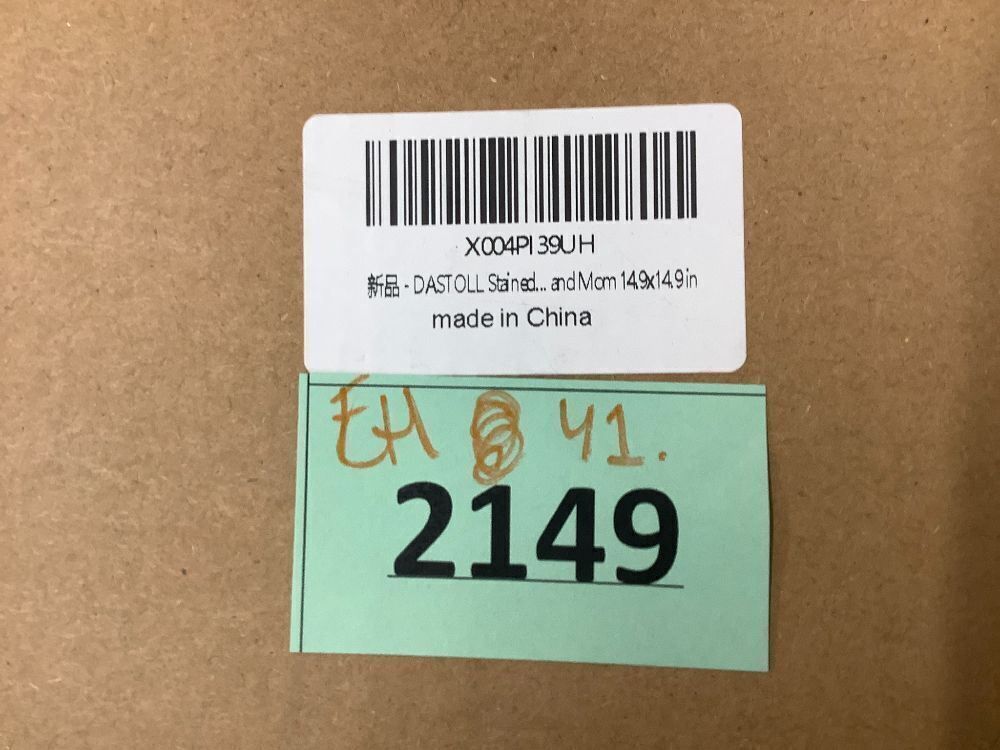 X004PI39UH
新品 - DASTOLL Stained... and Mom 14.9x14.9 in
made in China
EH 41.
2149